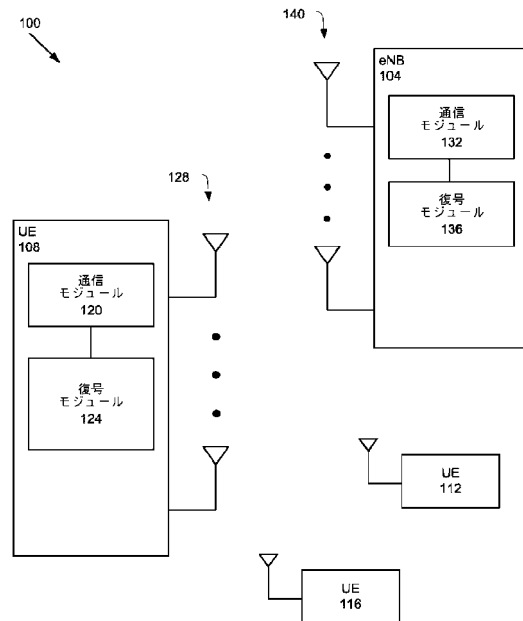 100
140
eNB
104
通信
モジュール
132
復号
モジュール
136
128
UE
108
通信
モジュール
120
復号
モジュール
124
UE
112
UE
116